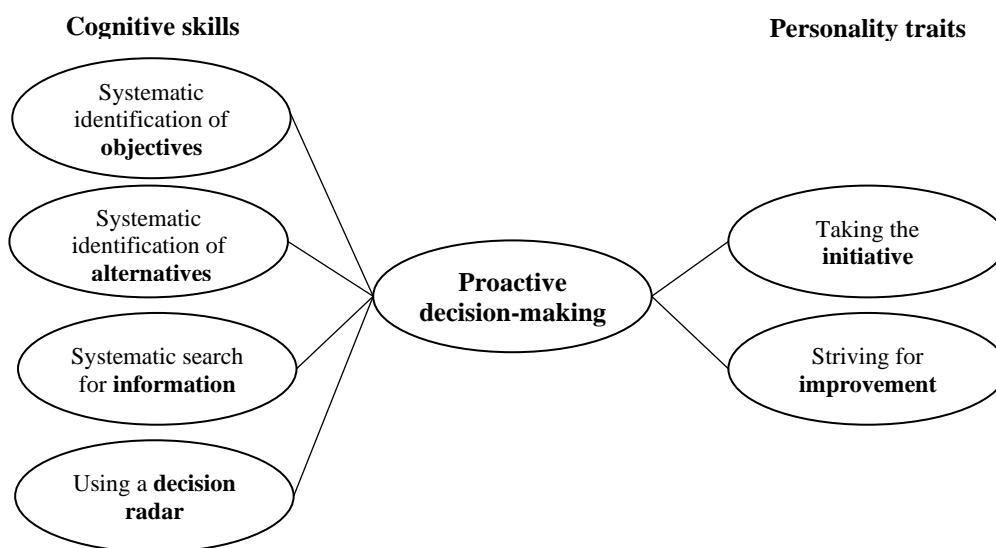 Cognitive skills
Systematic
identification of
objectives
Systematic
identification of
alternatives
Systematic search
for information
Using a decision
radar
Proactive
decision-making
Personality traits
Taking the
initiative
Striving for
improvement